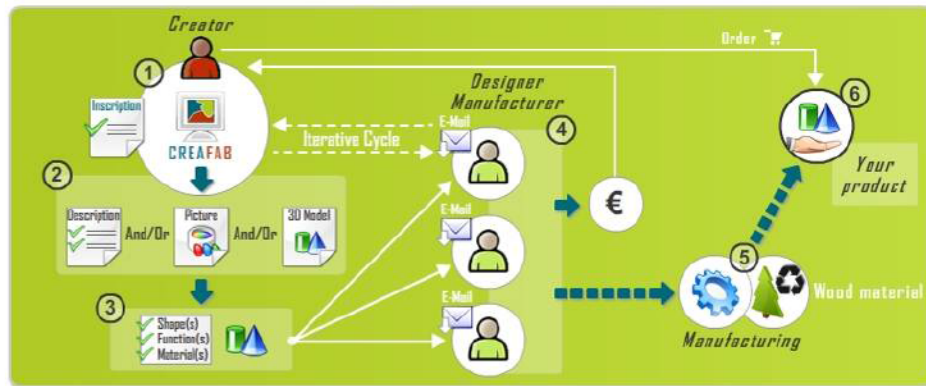 Creator
Order
1
Inscription
CREAFAB
Designer
Manufacturer
6
E-Mail
4
Iterative Cycle
2
Your
product
Description
And/Or
Picture
And/Or
3D Model
E-Mail
€
5
3
Shape(s)
Function(s)
Material(s)
E-Mail
Wood material
Manufacturing